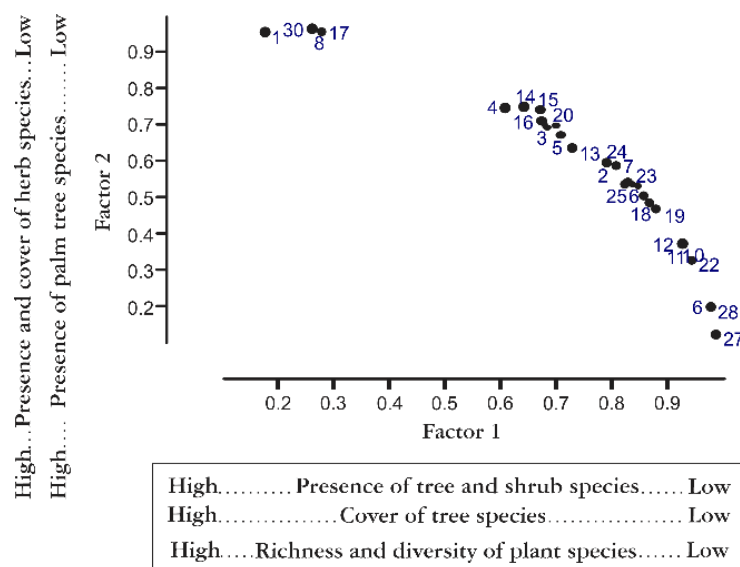 High...Presence and cover of herb species...Low
High.... Presence of palm tree species.......Low
Factor 2
0.9
0.8
0.7
0.6
0.5
0.4
0.3
0.2
1 30 8 17
4 14 15
16 3 20
5 13 24
2 7 23
25 6
18 19
12 11 10 22
6 28
27
0.2 0.3 0.4 0.5 0.6 0.7 0.8 0.9
Factor 1
High..........Presence of tree and shrub species......Low
High...............Cover of tree species..................Low
High.....Richness and diversity of plant species.....Low